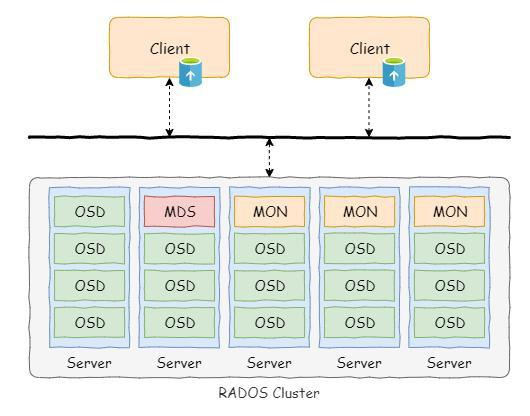 Client Client
OSD MDS MON MON MON
OSD OSD OSD OSD OSD
OSD OSD OSD OSD OSD
OSD OSD OSD OSD OSD
Server Server Server Server Server
RADOS Cluster